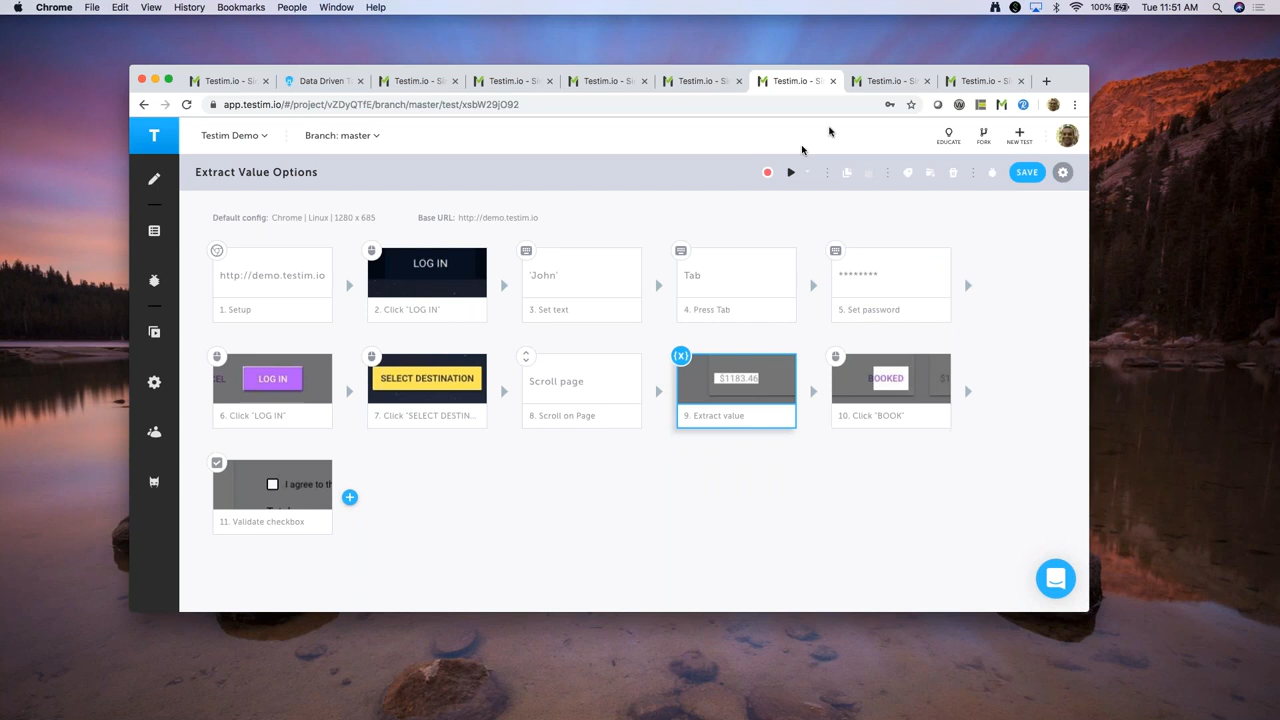 Chrome File Edit View History Bookmarks People Window Help 100% Tue 11:51 AM
Testim.io - S Data Driven T Testim.io - S Testim.io - S Testim.io - S Testim.io - S Testim.io - S Testim.io - S Testim.io - S
app.testim.io/#/project/vZDyQTfE/branch/master/test/xsbW29jO92
T Testim Demo Branch: master EDUCATE FORK NEW TEST
Extract Value Options SAVE
Default config: Chrome | Linux | 1280 x 685 Base URL: http://demo.testim.io
http://demo.testim.io LOG IN 'John' Tab ********
1. Setup 2. Click "LOG IN" 3. Set text 4. Press Tab 5. Set password
{x}
CEL LOG IN SELECT DESTINATION Scroll page $1183.46 BOOKED $1
6. Click "LOG IN" 7. Click "SELECT DESTIN... 8. Scroll on Page 9. Extract value 10. Click "BOOK"
I agree to th
11. Validate checkbox